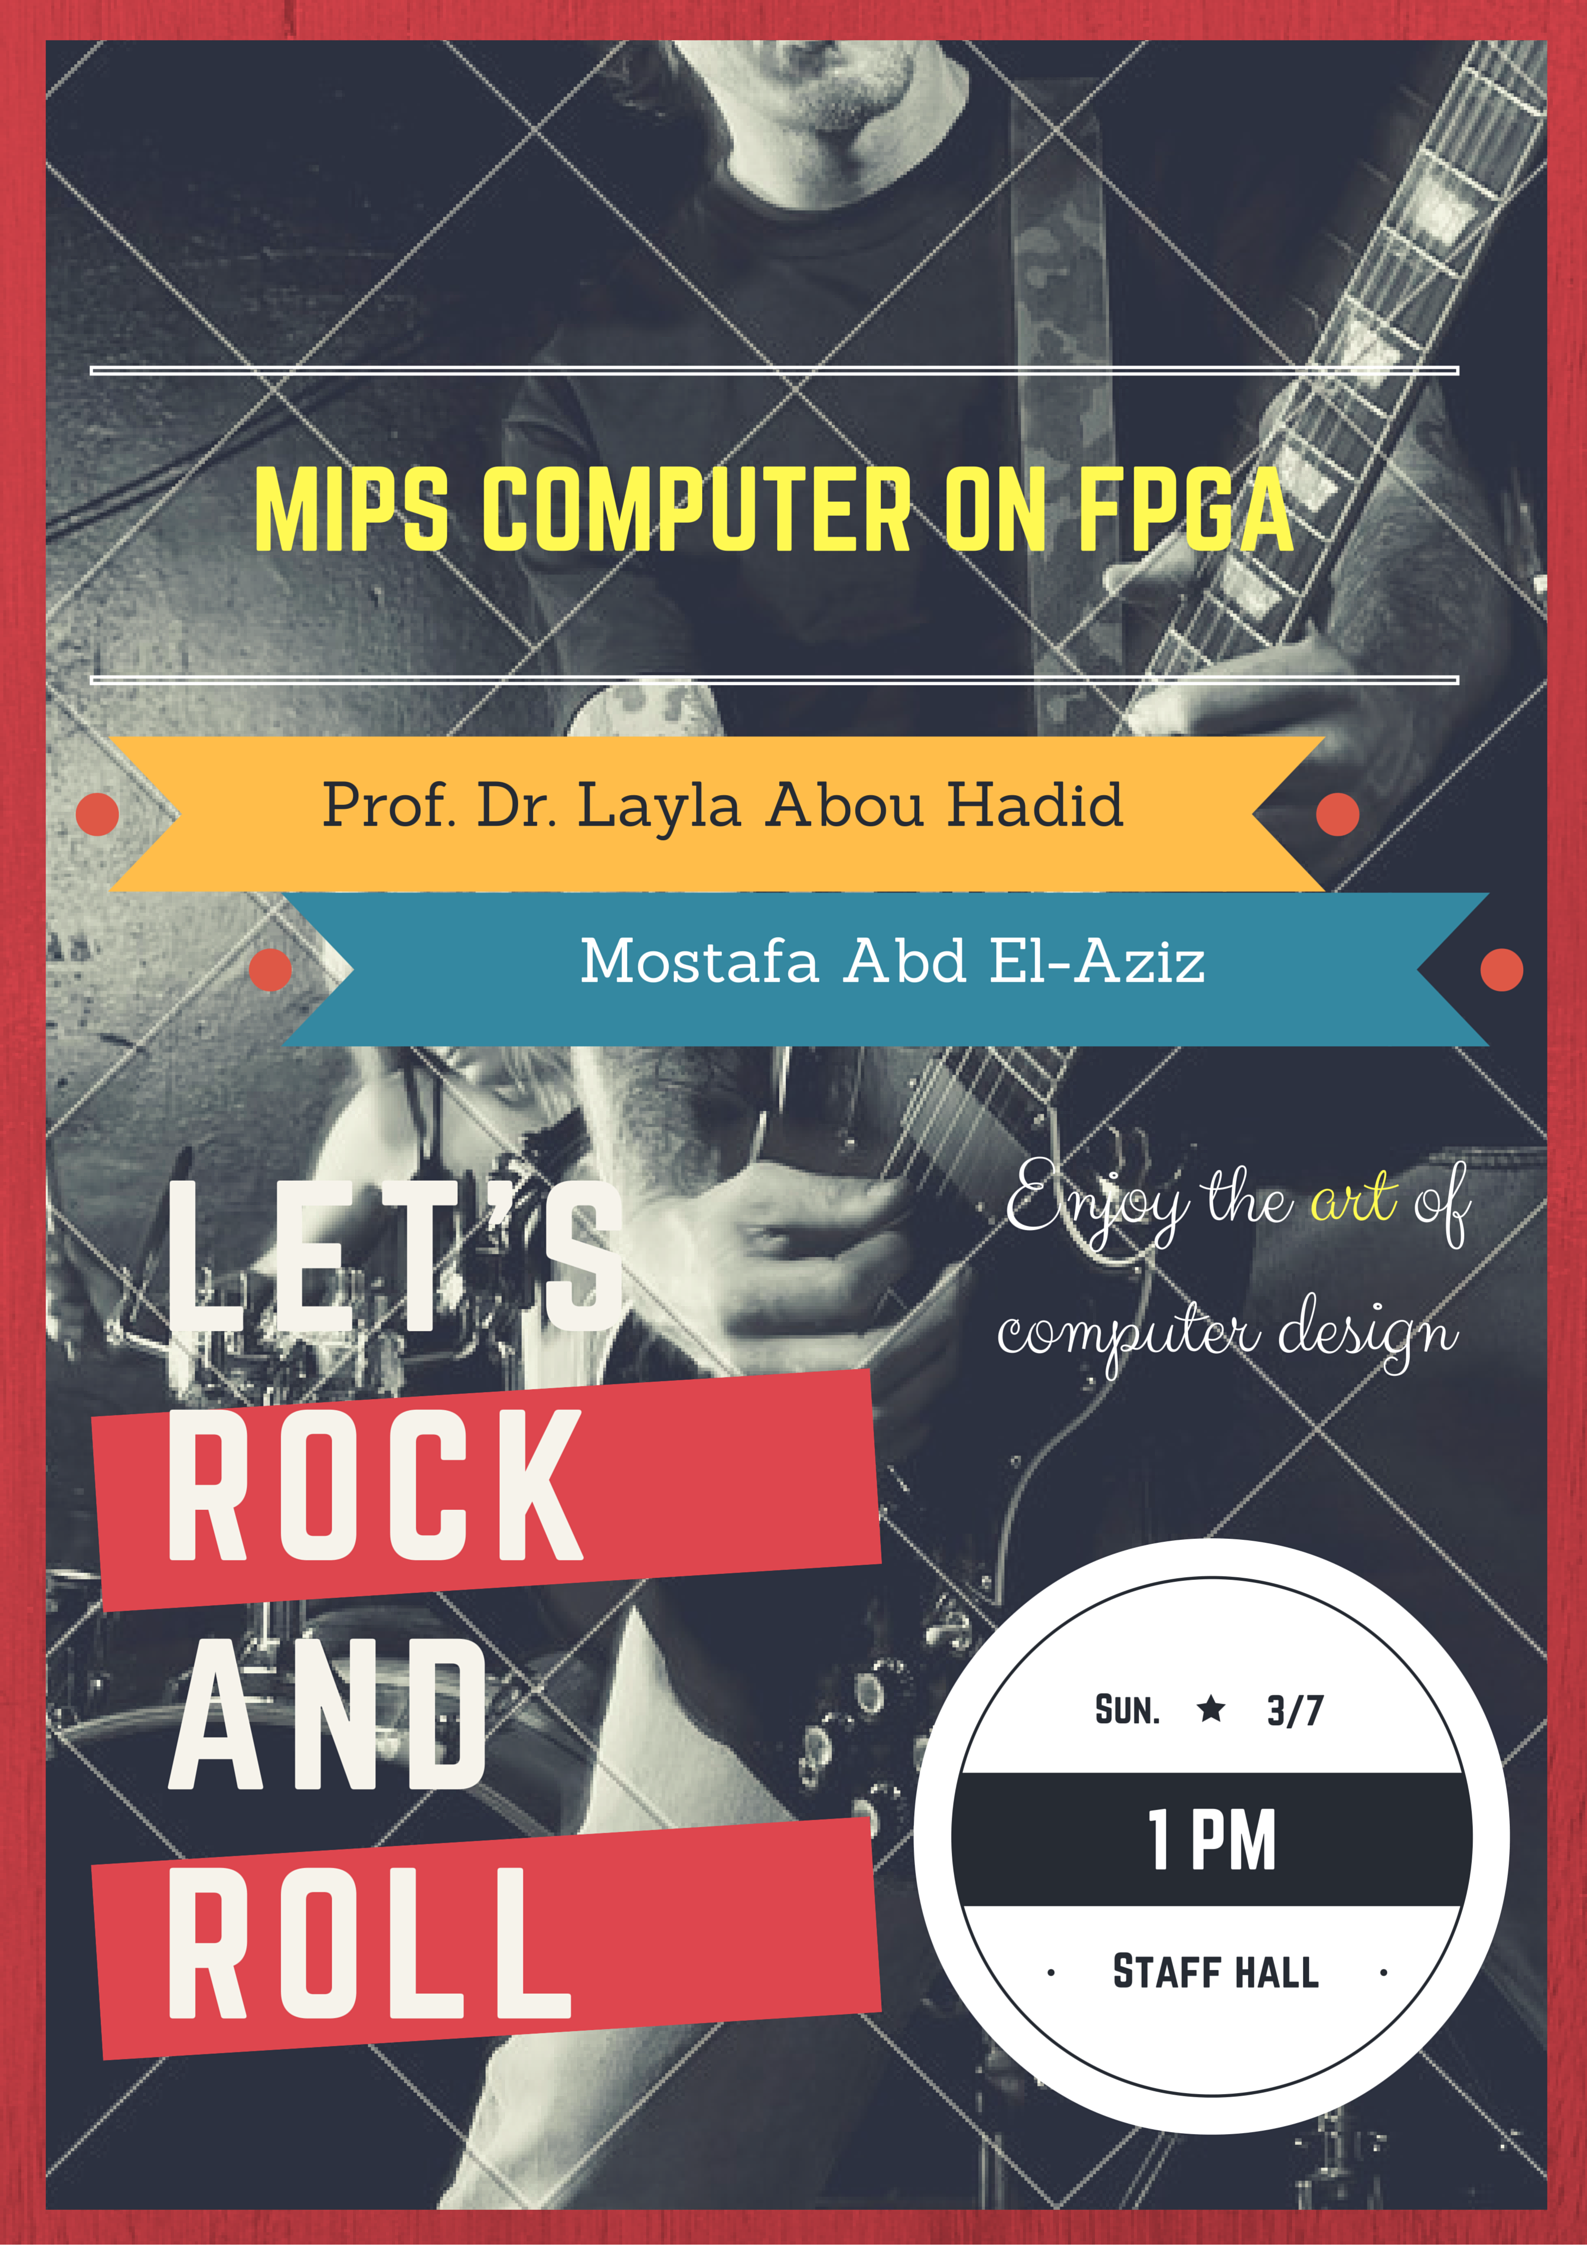 MIPS COMPUTER ON FPGA
Prof. Dr. Layla Abou Hadid
Mostafa Abd El-Aziz
LET'S
ROCK
AND
ROLL
Enjoy the art of
computer design
SUN. ★ 3/7
1 PM
· STAFF HALL ·